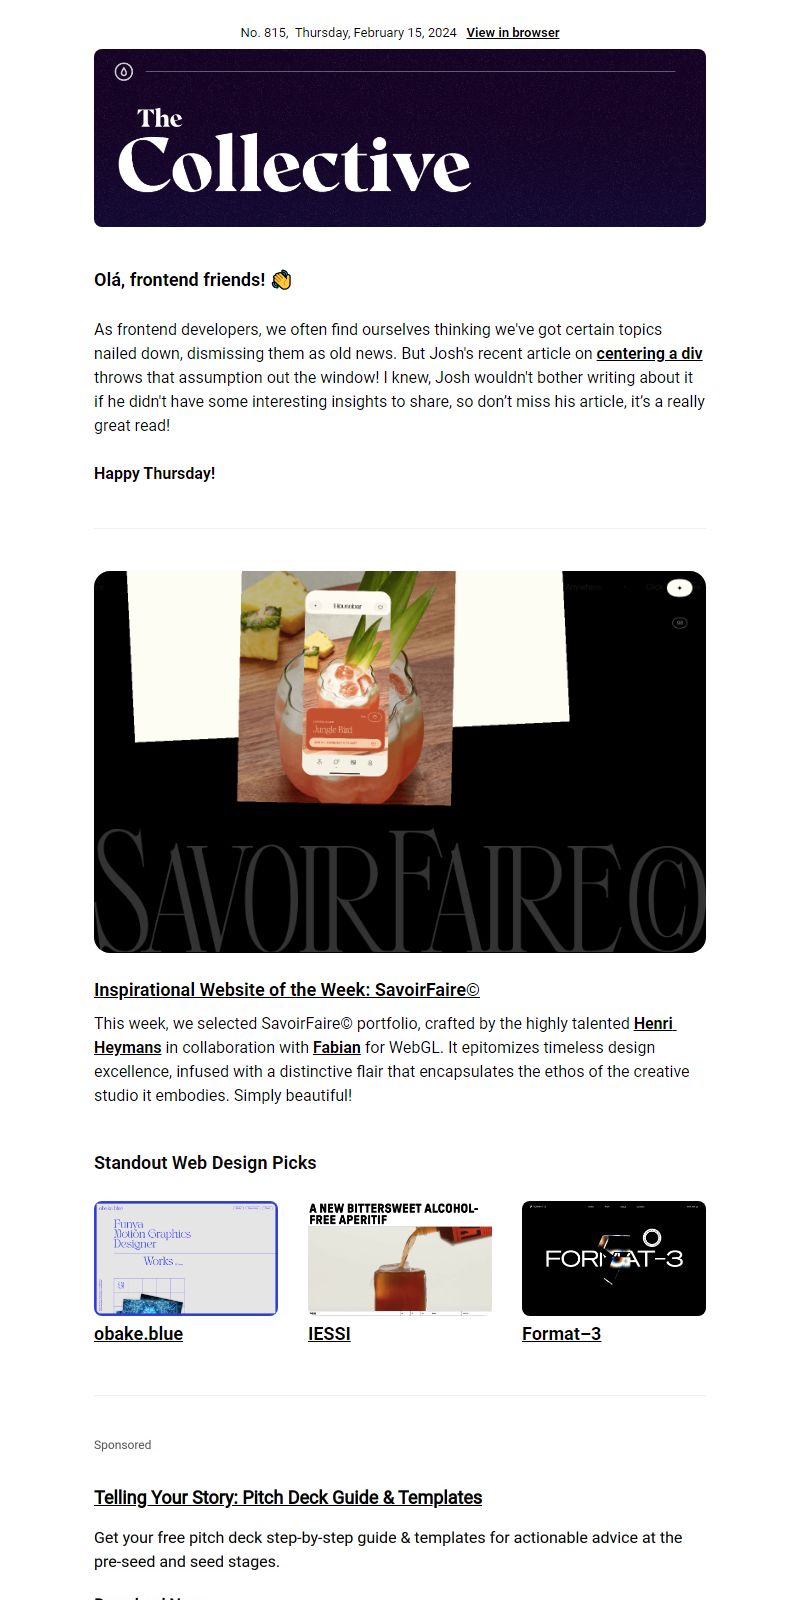 No. 815, Thursday, February 15, 2024 View in browser
The
Collective
Olá, frontend friends! 👏
As frontend developers, we often find ourselves thinking we've got certain topics
nailed down, dismissing them as old news. But Josh's recent article on centering a div
throws that assumption out the window! I knew, Josh wouldn't bother writing about it
if he didn't have some interesting insights to share, so don’t miss his article, it’s a really
great read!
Happy Thursday!
Housebar
Jungle Bird
SAVOIRFAIRE©
Inspirational Website of the Week: SavoirFaire©
This week, we selected SavoirFaire© portfolio, crafted by the highly talented Henri
Heymans in collaboration with Fabian for WebGL. It epitomizes timeless design
excellence, infused with a distinctive flair that encapsulates the ethos of the creative
studio it embodies. Simply beautiful!
Standout Web Design Picks
obake.blue
Funya
Motion Graphics
Designer
Works
A NEW BITTERSWEET ALCOHOL-
FREE APERITIF
FORMAT-3
obake.blue
IESSI
Format–3
Sponsored
Telling Your Story: Pitch Deck Guide & Templates
Get your free pitch deck step-by-step guide & templates for actionable advice at the
pre-seed and seed stages.